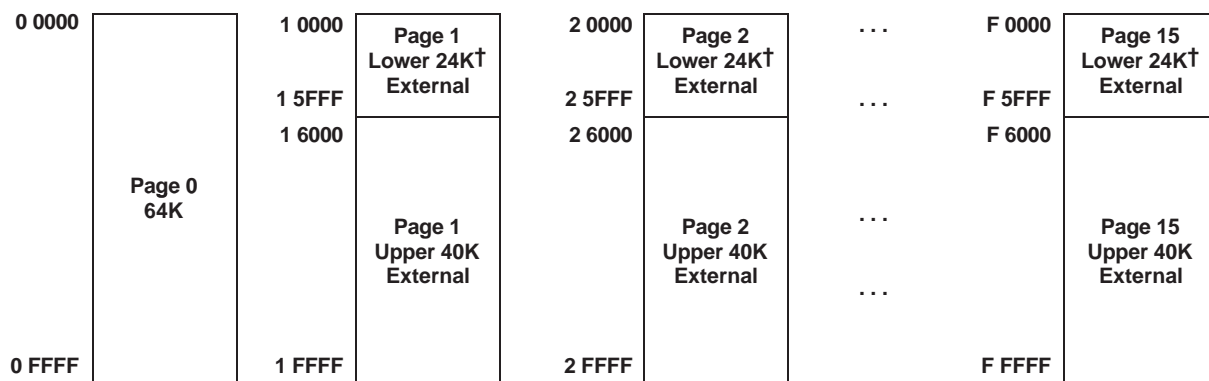 0 0000
1 0000
Page 1
Lower 24K†
External
2 0000
Page 2
Lower 24K†
External
. . .
F 0000
Page 15
Lower 24K†
External
1 5FFF
2 5FFF
. . .
F 5FFF
1 6000
2 6000
F 6000
Page 0
64K
Page 1
Upper 40K
External
Page 2
Upper 40K
External
. . .
. . .
Page 15
Upper 40K
External
0 FFFF
1 FFFF
2 FFFF
F FFFF